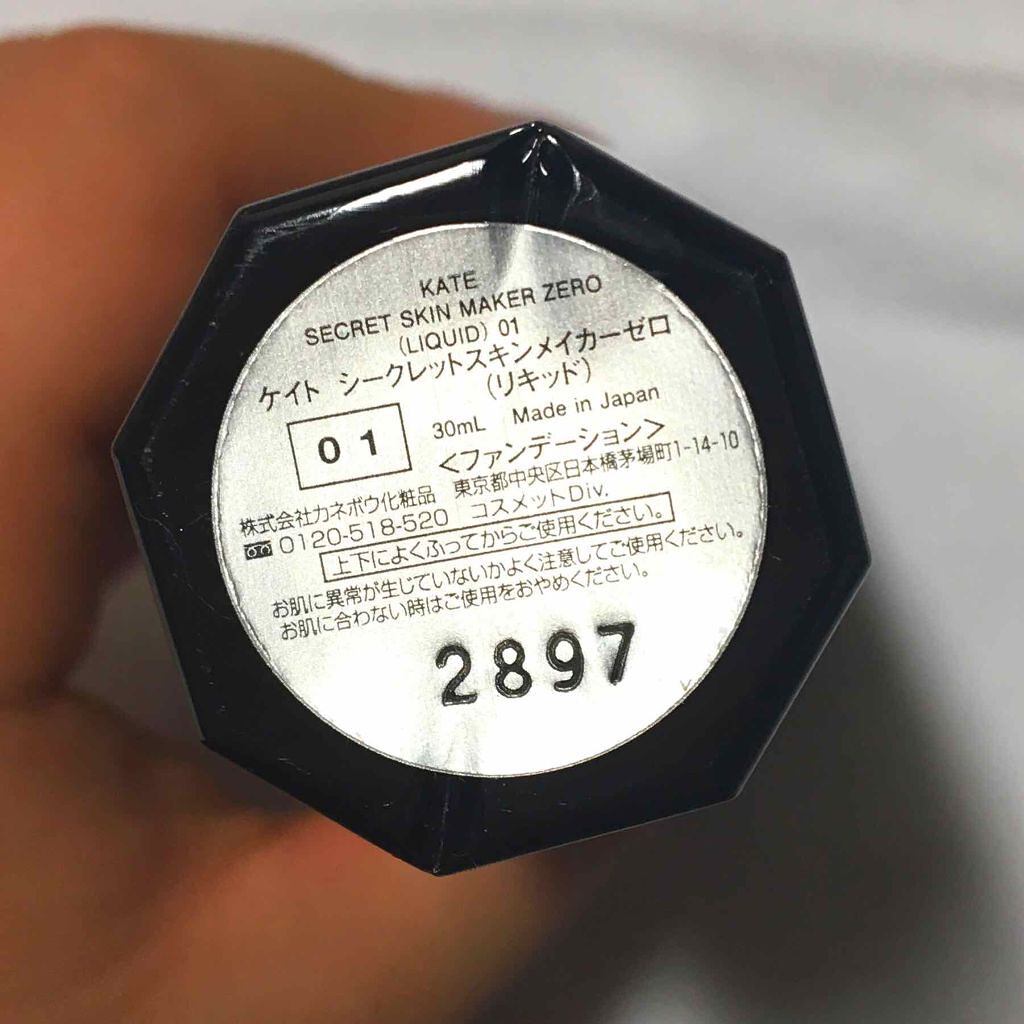 KATE
SECRET SKIN MAKER ZERO
(LIQUID) 01
ケイト シークレットスキンメイカーゼロ
(リキッド)
01 30mL Made in Japan
<ファンデーション>
株式会社カネボウ化粧品 東京都中央区日本橋茅場町1-14-10
0120-518-520 コスメットDiv.
上下によくふってからご使用ください。
お肌に異常が生じていないかよく注意してご使用ください。
お肌に合わない時はご使用をおやめください。
2897